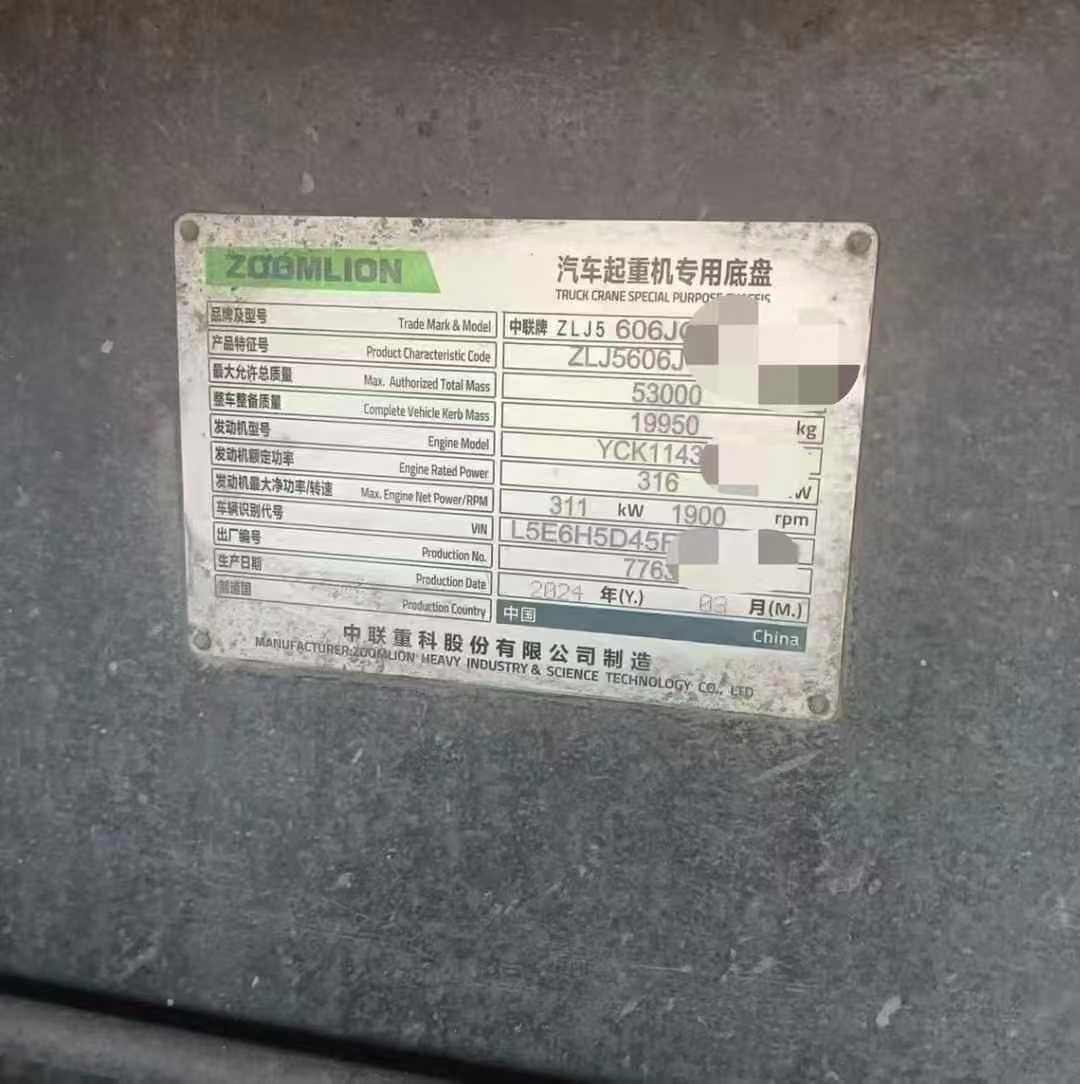 ZOOMLION
汽车起重机专用底盘
TRUCK CRANE SPECIAL PURPOSE CHASSIS
品牌及型号 Trade Mark & Model 中联牌 ZLJ5 606J
产品特征号 Product Characteristic Code ZLJ5606J
最大允许总质量 Max. Authorized Total Mass 53000
整车整备质量 Complete Vehicle Kerb Mass 19950 kg
发动机型号 Engine Model YCK1143
发动机额定功率 Engine Rated Power 316 W
发动机最大净功率/转速 Max. Engine Net Power/RPM 311 kW 1900 rpm
车辆识别代号 VIN L5E6H5D45
出厂编号 Production No. 7763
生产日期 Production Date 2024 年(Y.) 03 月(M.)
制造国 Production Country 中国 China
中联重科股份有限公司制造
MANUFACTURER:ZOOMLION HEAVY INDUSTRY & SCIENCE TECHNOLOGY CO., LTD